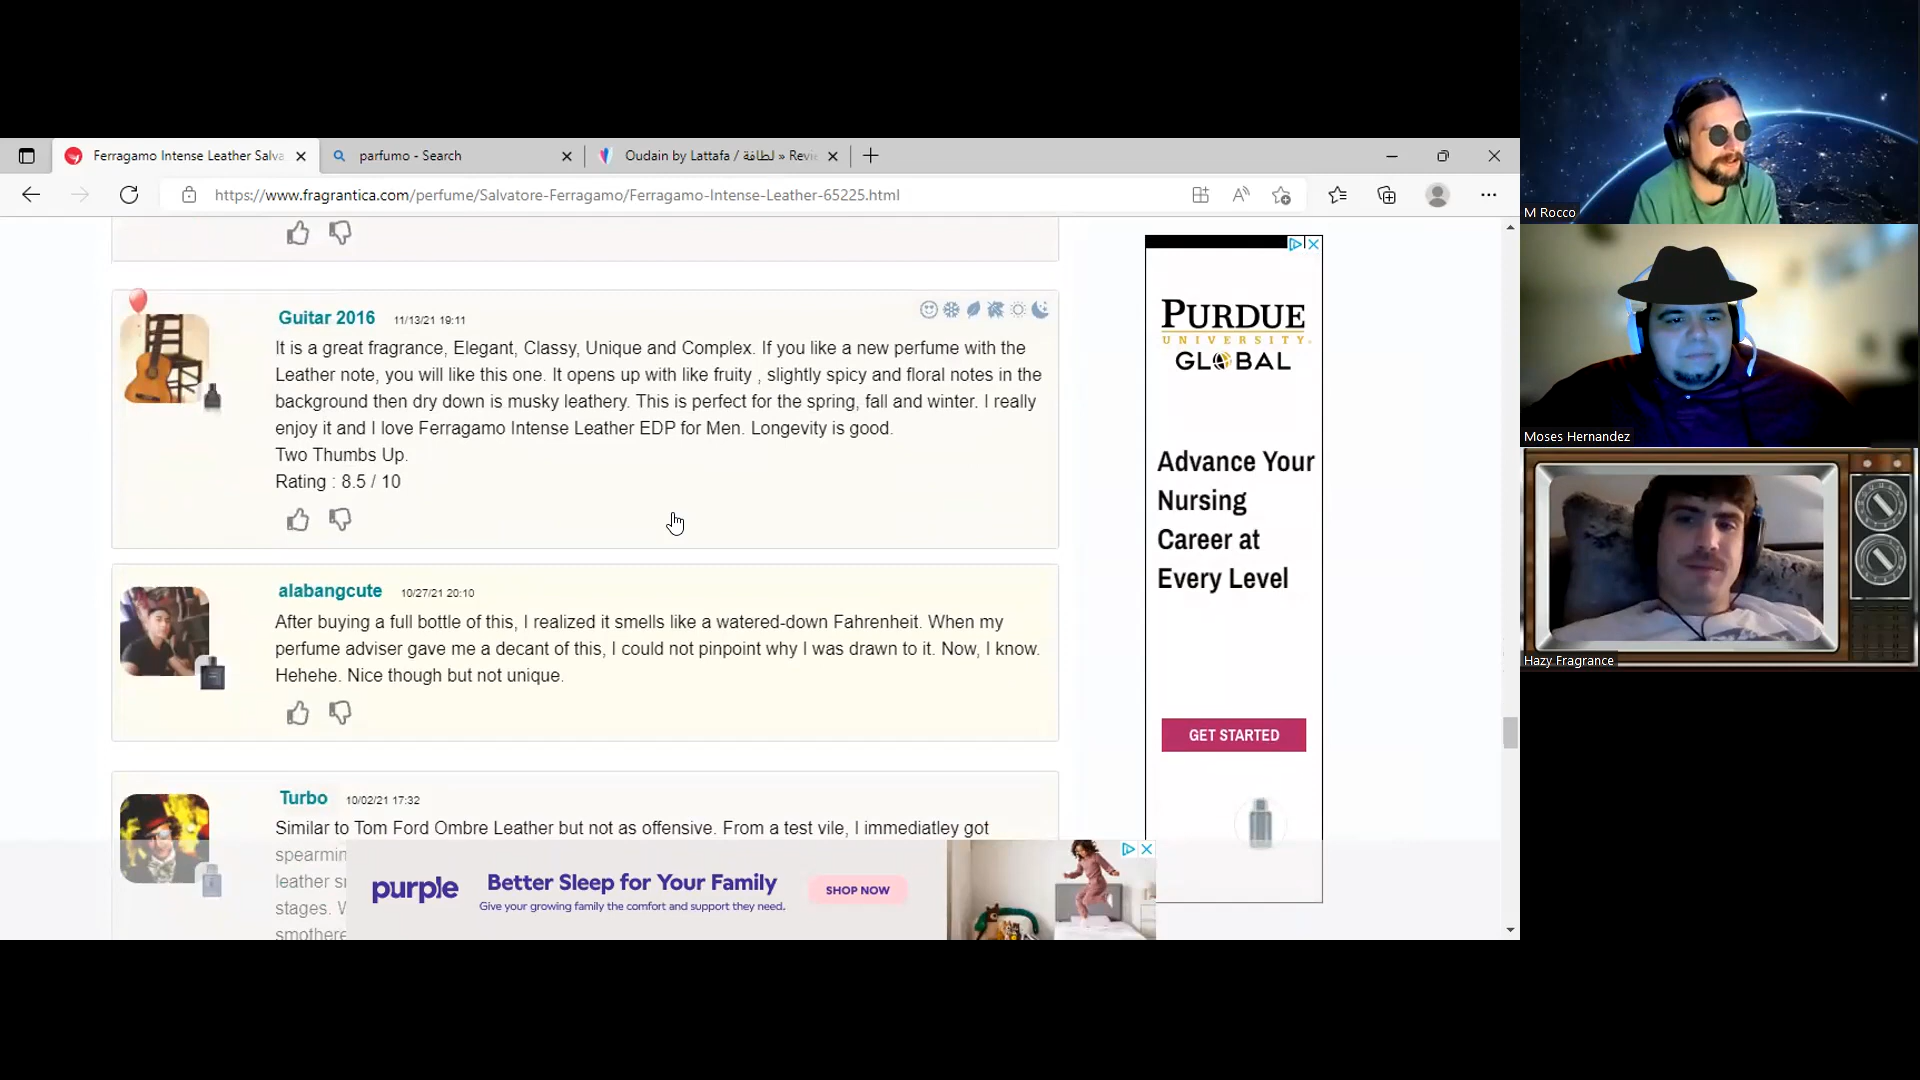 Ferragamo Intense Leather Salva
parfumo - Search
Oudain by Lattafa / لطافة » Revie
https://www.fragrantica.com/perfume/Salvatore-Ferragamo/Ferragamo-Intense-Leather-65225.html
Guitar 2016 11/13/21 19:11
It is a great fragrance, Elegant, Classy, Unique and Complex. If you like a new perfume with the
Leather note, you will like this one. It opens up with like fruity , slightly spicy and floral notes in the
background then dry down is musky leathery. This is perfect for the spring, fall and winter. I really
enjoy it and I love Ferragamo Intense Leather EDP for Men. Longevity is good.
Two Thumbs Up.
Rating : 8.5 / 10
alabangcute 10/27/21 20:10
After buying a full bottle of this, I realized it smells like a watered-down Fahrenheit. When my
perfume adviser gave me a decant of this, I could not pinpoint why I was drawn to it. Now, I know.
Hehehe. Nice though but not unique.
Turbo 10/02/21 17:32
Similar to Tom Ford Ombre Leather but not as offensive. From a test vile, I immediatley got
spearmin
leather sr
stages. W
smothere
purple
Better Sleep for Your Family
Give your growing family the comfort and support they need.
SHOP NOW
PURDUE
UNIVERSITY
GLOBAL
Advance Your
Nursing
Career at
Every Level
GET STARTED
M Rocco
Moses Hernandez
Hazy Fragrance